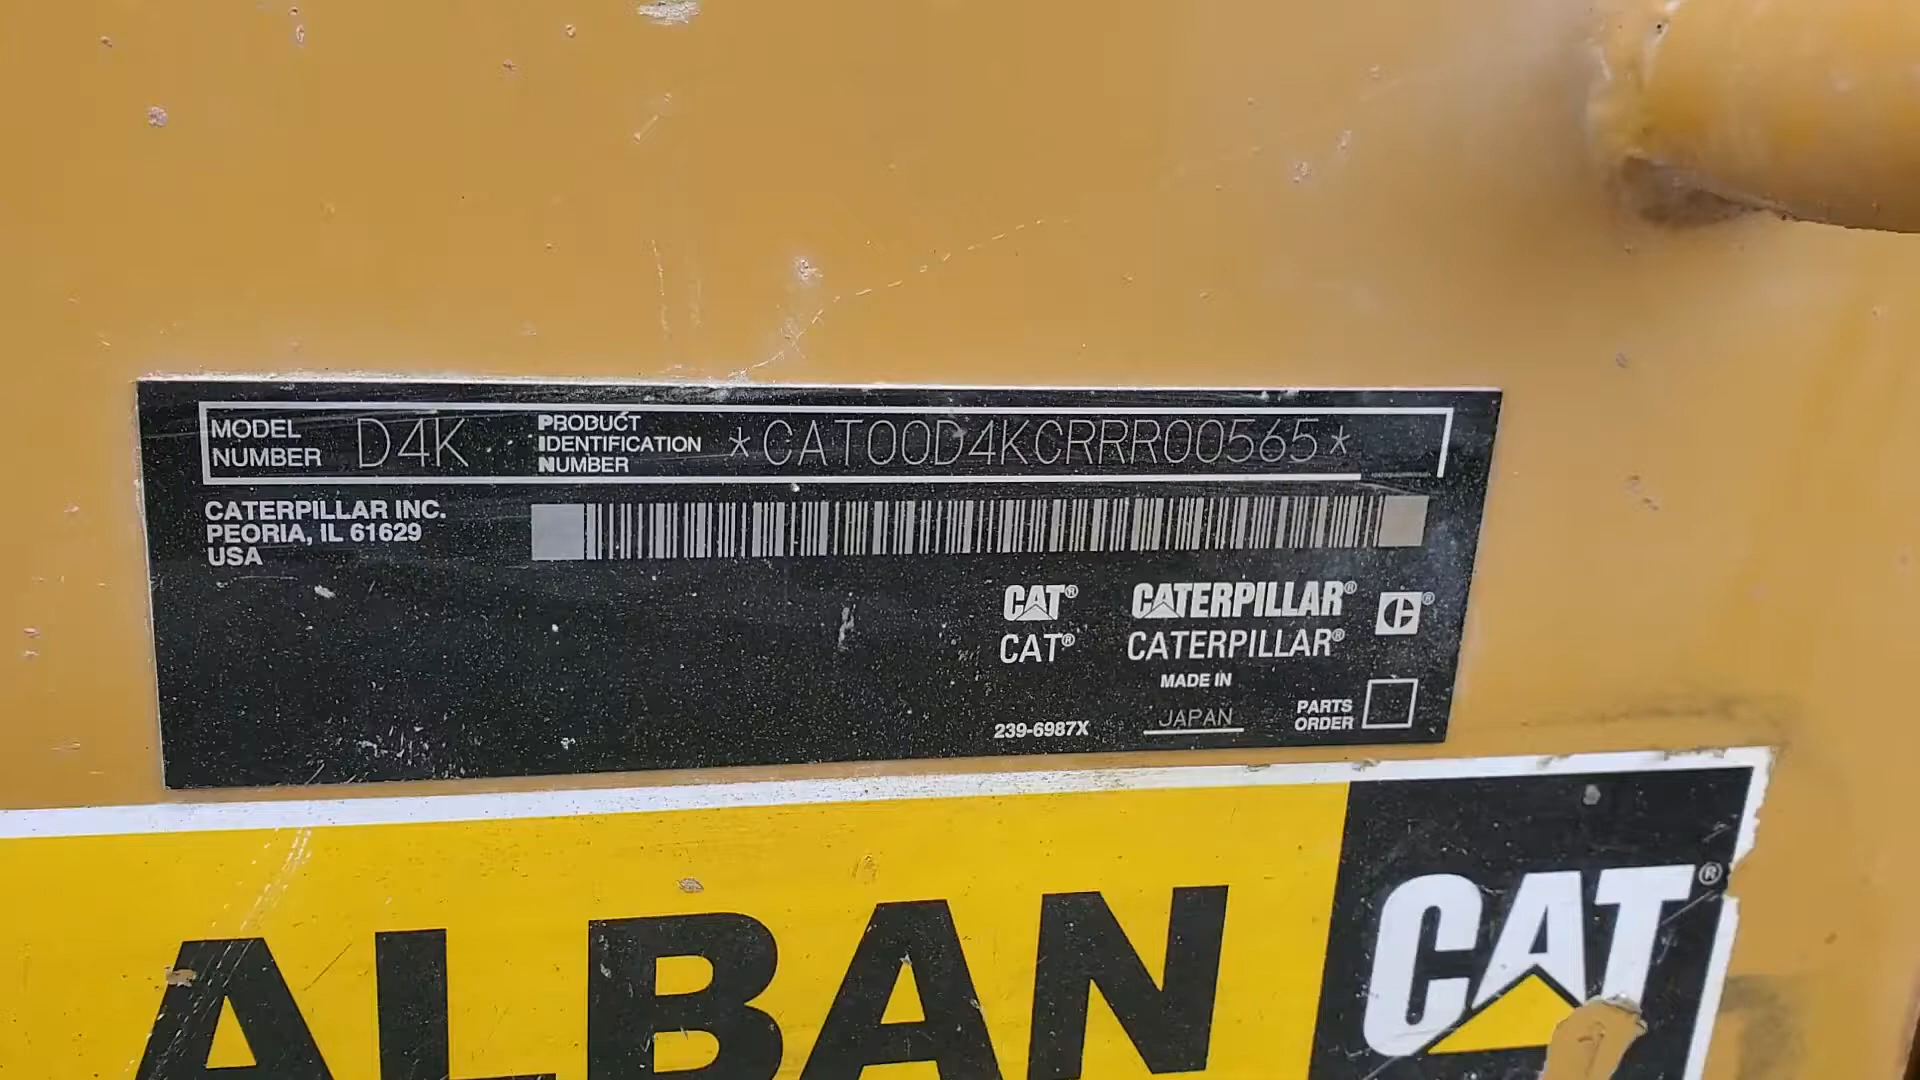 MODEL NUMBER D4K
PRODUCT IDENTIFICATION NUMBER *CAT00D4KCRRR00565*
CATERPILLAR INC.
PEORIA, IL 61629
USA
CAT® CATERPILLAR® ®
CAT® CATERPILLAR®
MADE IN
JAPAN
239-6987X
PARTS
ORDER
ALBAN CAT®